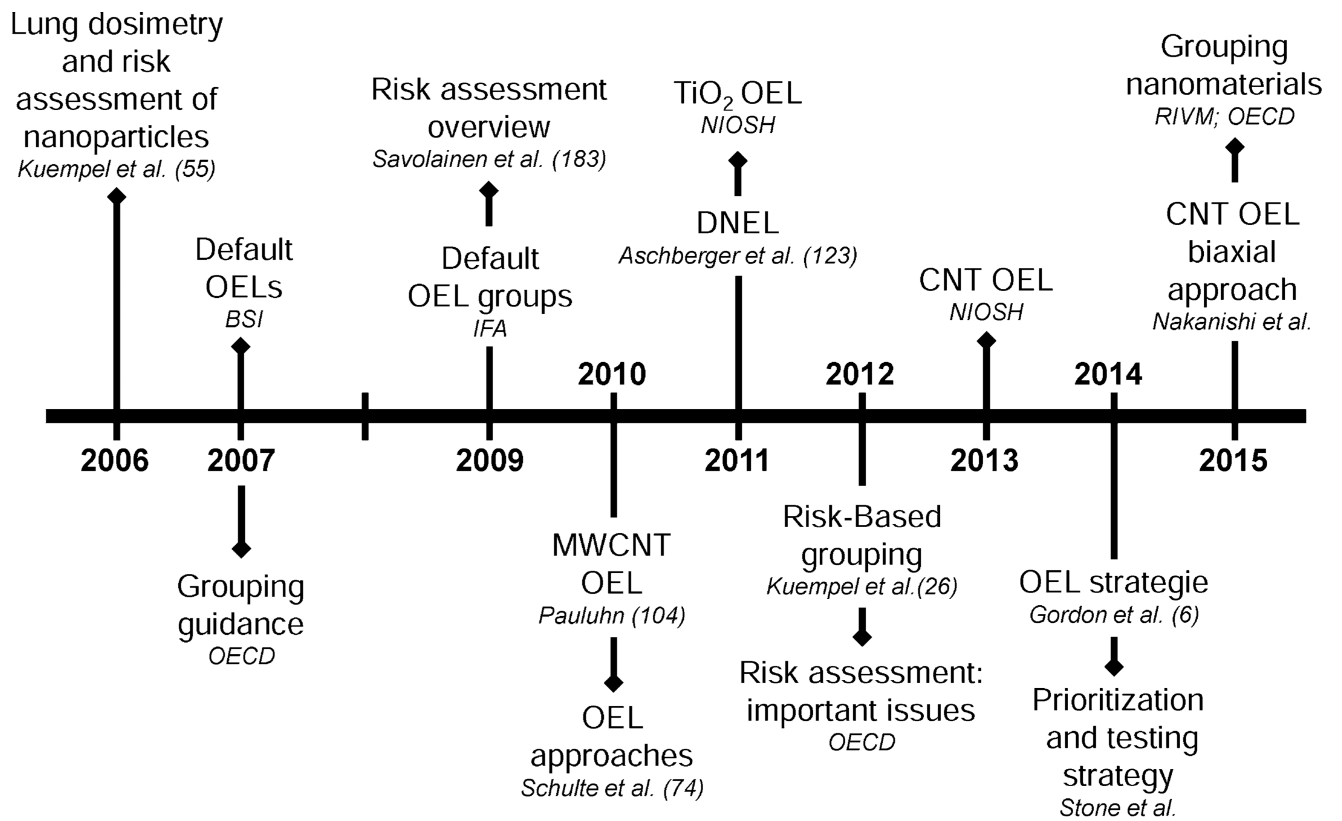 Lung dosimetry
and risk
assessment of
nanoparticles
Kuempel et al. (55)
Default
OELs
BSI
Risk assessment
overview
Savolainen et al. (183)
Default
OEL groups
IFA
TiO₂ OEL
NIOSH
DNEL
Aschberger et al. (123)
CNT OEL
NIOSH
Grouping
nanomaterials
RIVM; OECD
CNT OEL
biaxial
approach
Nakanishi et al.
2010
2012
2014
2006
2007
2009
2011
2013
2015
Grouping
guidance
OECD
MWCNT
OEL
Pauluhn (104)
OEL
approaches
Schulte et al. (74)
Risk-Based
grouping
Kuempel et al.(26)
Risk assessment:
important issues
OECD
OEL strategie
Gordon et al. (6)
Prioritization
and testing
strategy
Stone et al.